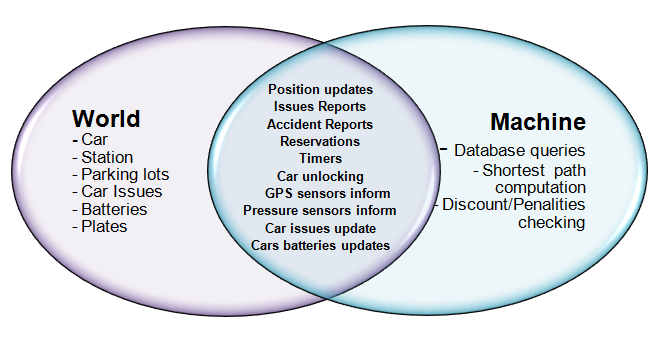 World
- Car
- Station
- Parking lots
- Car Issues
- Batteries
- Plates
Position updates
Issues Reports
Accident Reports
Reservations
Timers
Car unlocking
GPS sensors inform
Pressure sensors inform
Car issues update
Cars batteries updates
Machine
- Database queries
- Shortest path
computation
- Discount/Penalities
checking